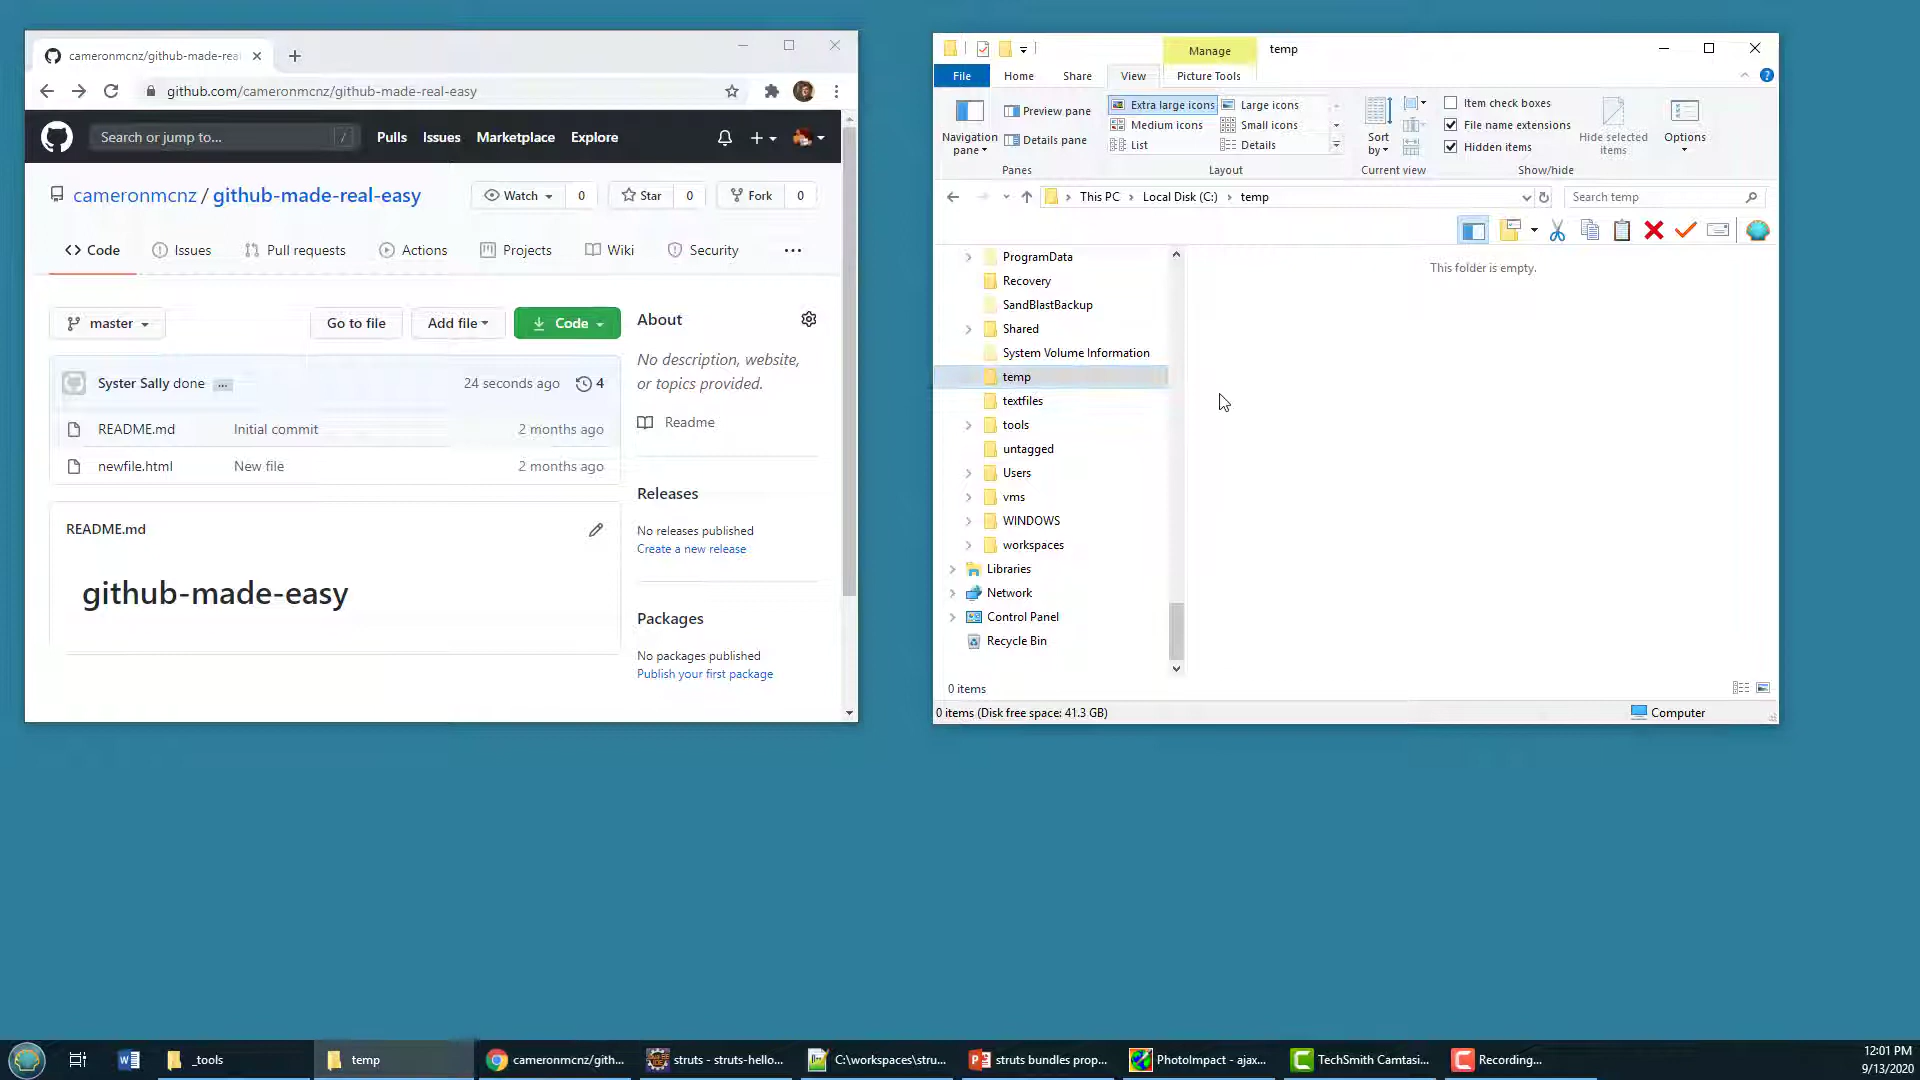 cameronmcnz/github-made-rea
github.com/cameronmcnz/github-made-real-easy
Search or jump to... /
Pulls Issues Marketplace Explore
cameronmcnz / github-made-real-easy
Watch 0 Star 0 Fork 0
Code Issues Pull requests Actions Projects Wiki Security
master Go to file Add file Code
Syster Sally done ... 24 seconds ago 4
README.md Initial commit 2 months ago
newfile.html New file 2 months ago
README.md
github-made-easy
About
No description, website,
or topics provided.
Readme
Releases
No releases published
Create a new release
Packages
No packages published
Publish your first package
Manage temp
File Home Share View Picture Tools
Navigation
pane
Preview pane
Details pane
Panes
Extra large icons Large icons
Medium icons Small icons
List Details
Layout
Sort
by
Current view
Item check boxes
File name extensions
Hidden items
Hide selected
items
Show/hide
Options
This PC Local Disk (C:) temp
Search temp
ProgramData
Recovery
SandBlastBackup
Shared
System Volume Information
temp
textfiles
tools
untagged
Users
vms
WINDOWS
workspaces
Libraries
Network
Control Panel
Recycle Bin
This folder is empty.
0 items
0 items (Disk free space: 41.3 GB) Computer
_tools
temp
cameronmcnz/gith...
struts - struts-hello...
C:\workspaces\stru...
struts bundles prop...
PhotoImpact - ajax...
TechSmith Camtasi...
Recording...
12:01 PM
9/13/2020